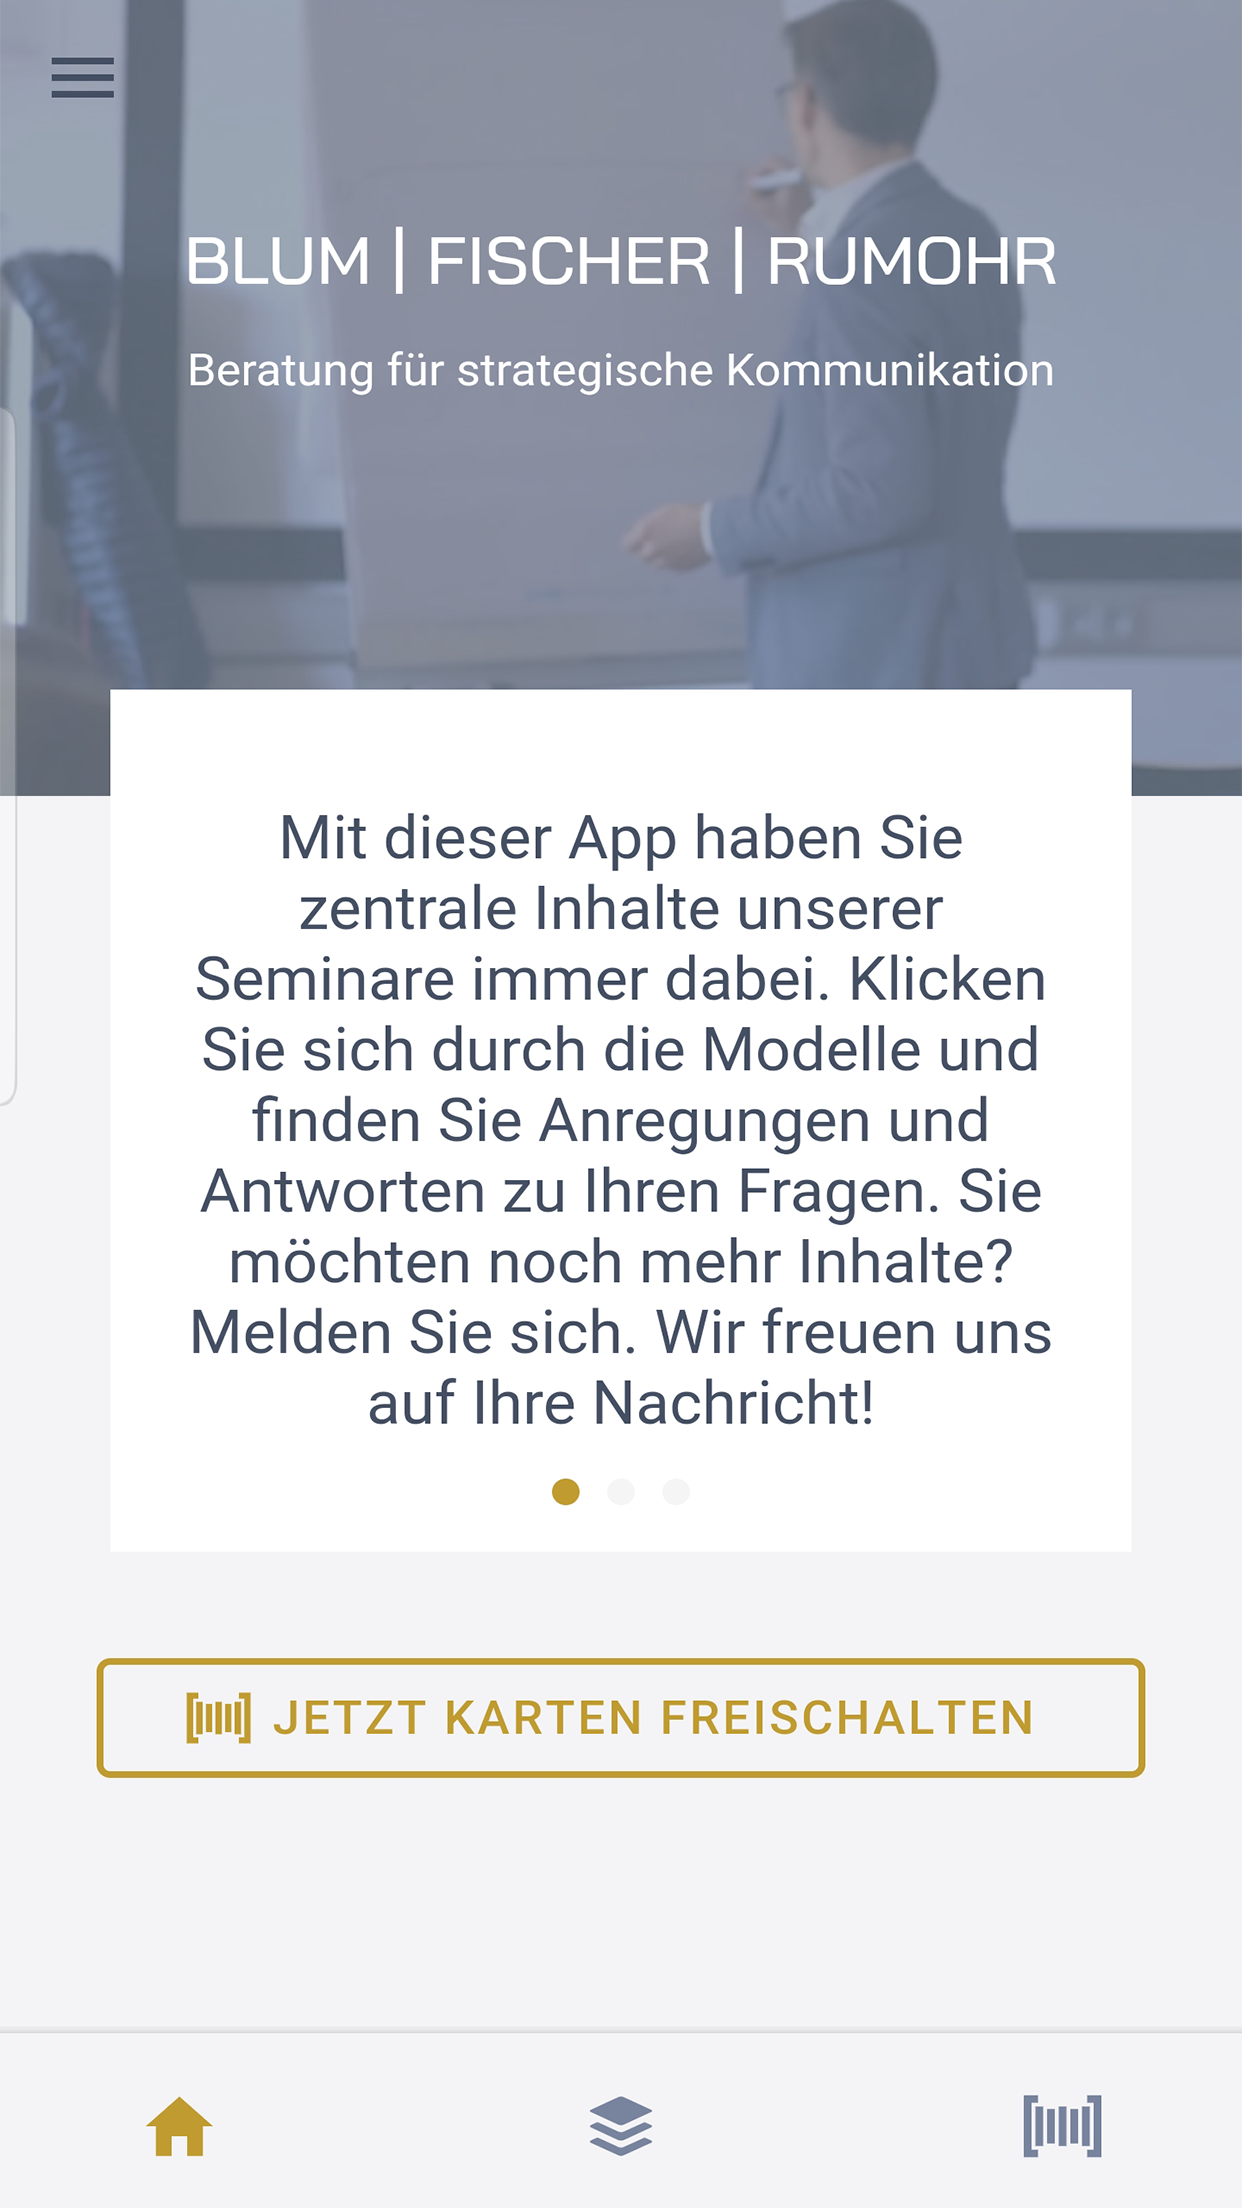 BLUM | FISCHER | RUMOHR
Beratung für strategische Kommunikation
Mit dieser App haben Sie
zentrale Inhalte unserer
Seminare immer dabei. Klicken
Sie sich durch die Modelle und
finden Sie Anregungen und
Antworten zu Ihren Fragen. Sie
möchten noch mehr Inhalte?
Melden Sie sich. Wir freuen uns
auf Ihre Nachricht!
JETZT KARTEN FREISCHALTEN